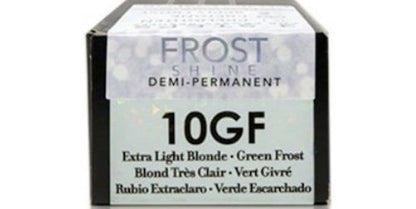 FROST
SHINE
DEMI-PERMANENT
10GF
Extra Light Blonde • Green Frost
Blond Très Clair • Vert Givré
Rubio Extraclaro • Verde Escarchado